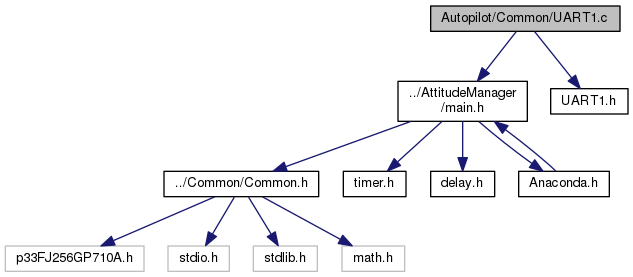 Autopilot/Common/UART1.c
../AttitudeManager
/main.h
UART1.h
../Common/Common.h
timer.h
delay.h
Anaconda.h
p33FJ256GP710A.h
stdio.h
stdlib.h
math.h